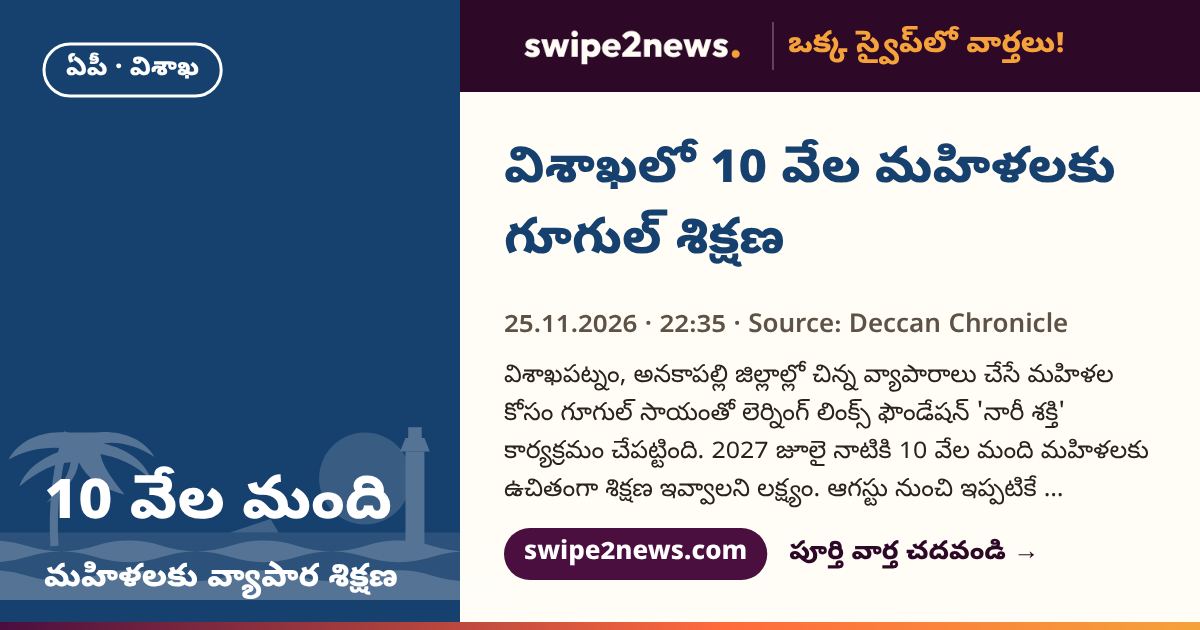 ఏపీ · విశాఖ
10 వేల మంది
మహిళలకు వ్యాపార శిక్షణ
swipe2news.
ఒక్క స్వైప్‌లో వార్తలు!
విశాఖలో 10 వేల మహిళలకు
గూగుల్ శిక్షణ
25.11.2026 · 22:35 · Source: Deccan Chronicle
విశాఖపట్నం, అనకాపల్లి జిల్లాల్లో చిన్న వ్యాపారాలు చేసే మహిళల
కోసం గూగుల్ సాయంతో లెర్నింగ్ లింక్స్ ఫౌండేషన్ 'నారీ శక్తి'
కార్యక్రమం చేపట్టింది. 2027 జూలై నాటికి 10 వేల మంది మహిళలకు
ఉచితంగా శిక్షణ ఇవ్వాలని లక్ష్యం. ఆగస్టు నుంచి ఇప్పటికే ...
swipe2news.com
పూర్తి వార్త చదవండి →